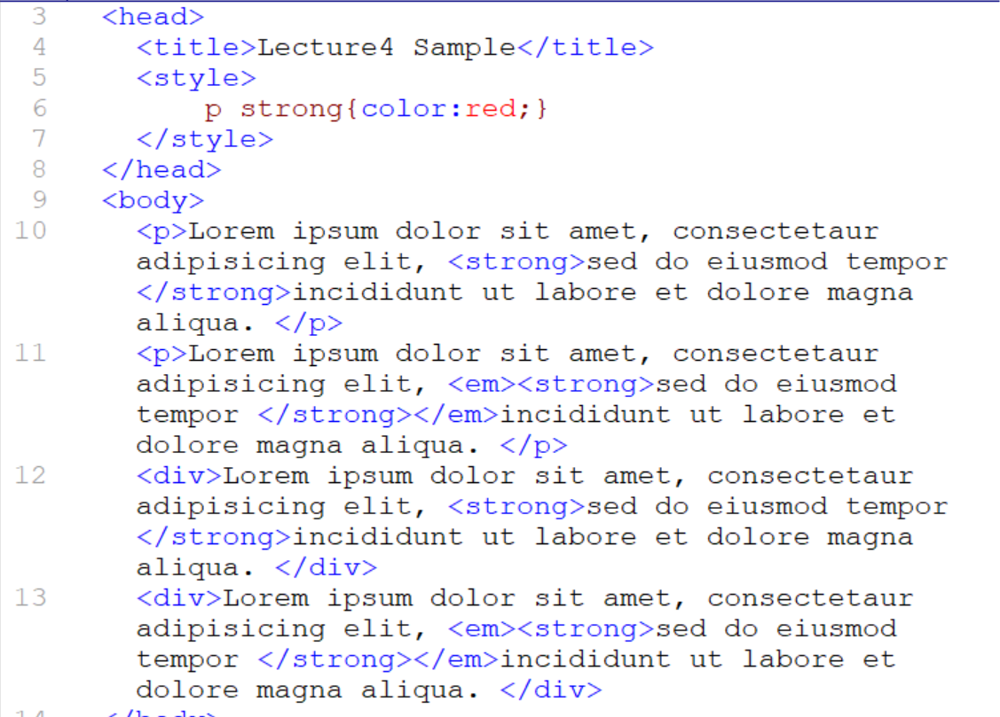 3 <head>
4 <title>Lecture4 Sample</title>
5 <style>
6 p strong{color:red;}
7 </style>
8 </head>
9 <body>
10 <p>Lorem ipsum dolor sit amet, consectetaur
adipisicing elit, <strong>sed do eiusmod tempor
</strong>incididunt ut labore et dolore magna
aliqua. </p>
11 <p>Lorem ipsum dolor sit amet, consectetaur
adipisicing elit, <em><strong>sed do eiusmod
tempor </strong></em>incididunt ut labore et
dolore magna aliqua. </p>
12 <div>Lorem ipsum dolor sit amet, consectetaur
adipisicing elit, <strong>sed do eiusmod tempor
</strong>incididunt ut labore et dolore magna
aliqua. </div>
13 <div>Lorem ipsum dolor sit amet, consectetaur
adipisicing elit, <em><strong>sed do eiusmod
tempor </strong></em>incididunt ut labore et
dolore magna aliqua. </div>
14 </body>